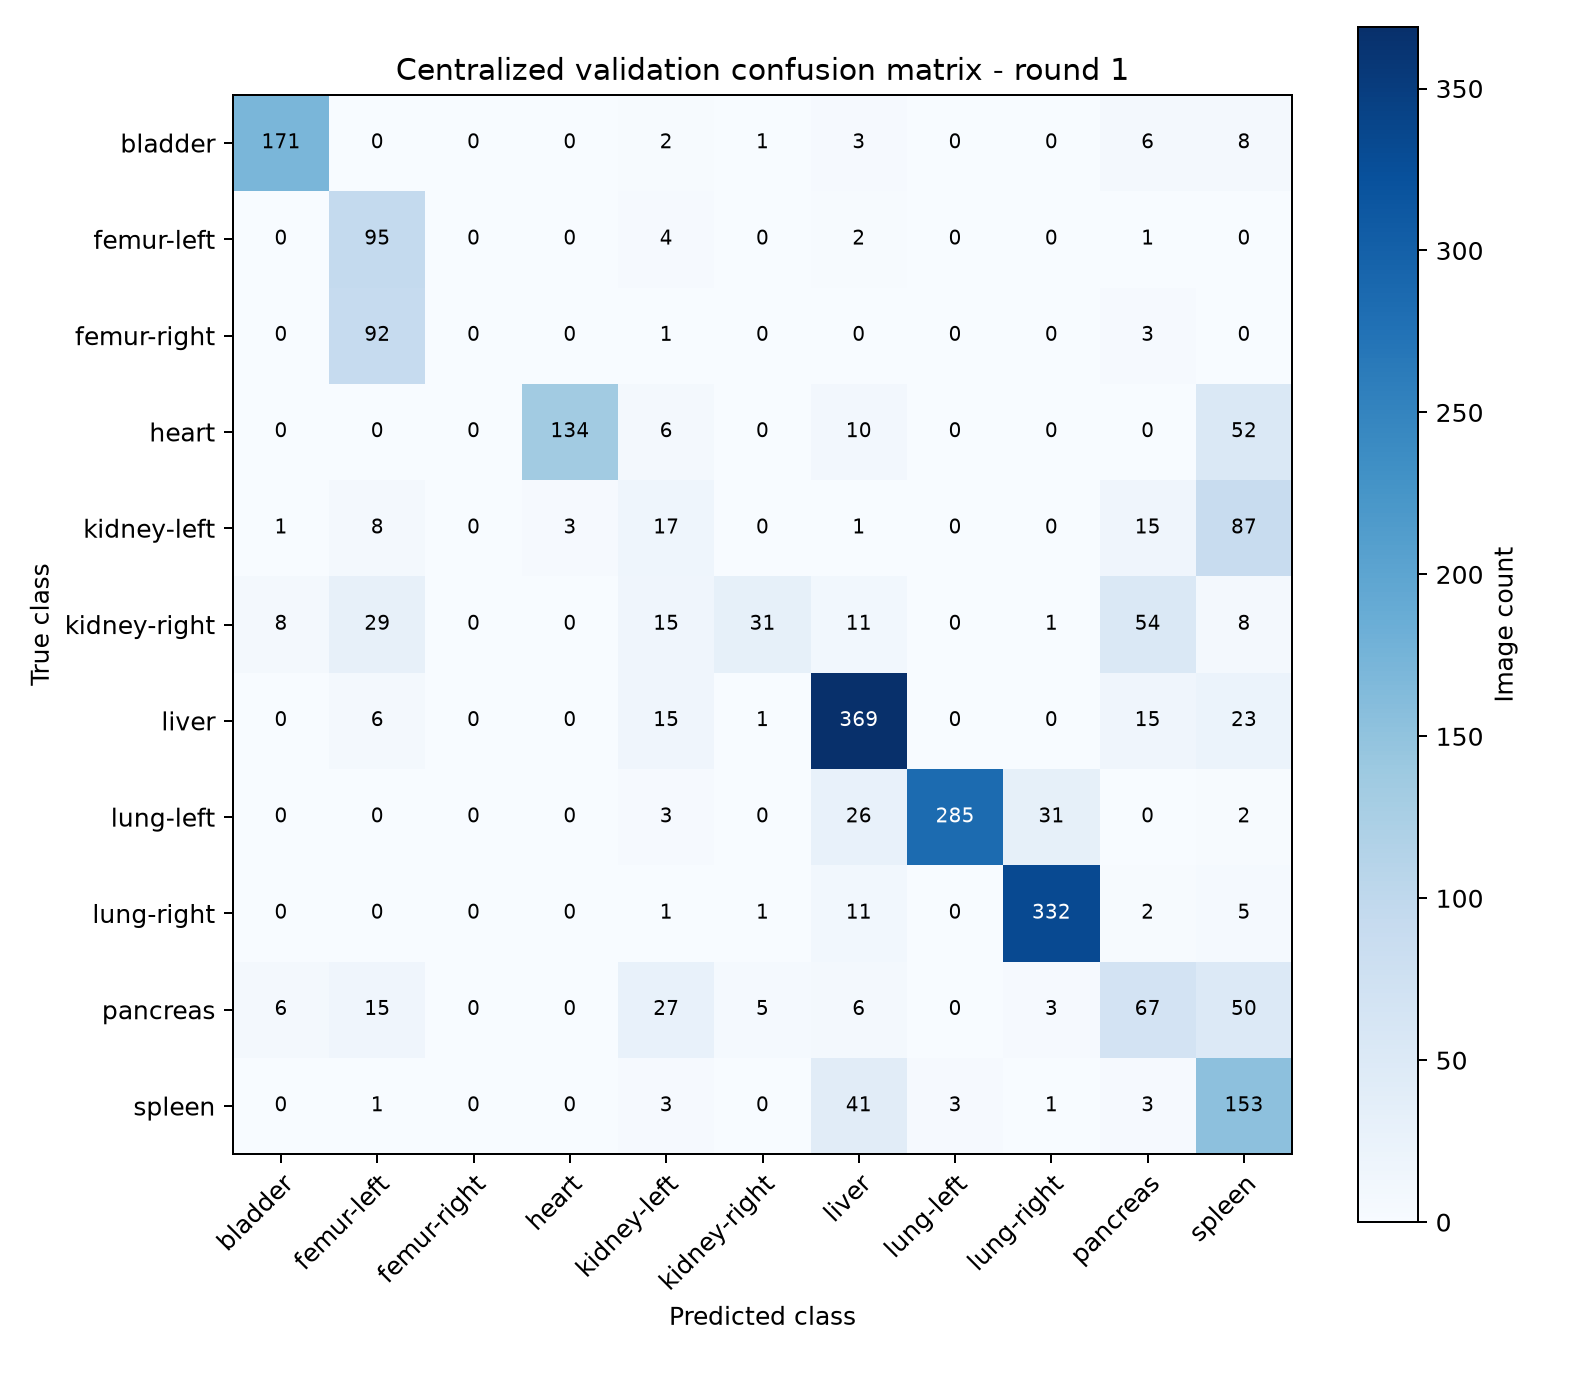 Centralized validation confusion matrix - round 1
bladder 171 0 0 0 2 1 3 0 0 6 8
femur-left 0 95 0 0 4 0 2 0 0 1 0
femur-right 0 92 0 0 1 0 0 0 0 3 0
heart 0 0 0 134 6 0 10 0 0 0 52
kidney-left 1 8 0 3 17 0 1 0 0 15 87
kidney-right 8 29 0 0 15 31 11 0 1 54 8
liver 0 6 0 0 15 1 369 0 0 15 23
lung-left 0 0 0 0 3 0 26 285 31 0 2
lung-right 0 0 0 0 1 1 11 0 332 2 5
pancreas 6 15 0 0 27 5 6 0 3 67 50
spleen 0 1 0 0 3 0 41 3 1 3 153
bladder femur-left femur-right heart kidney-left kidney-right liver lung-left lung-right pancreas spleen
Predicted class
True class
350
300
250
200
150
100
50
0
Image count